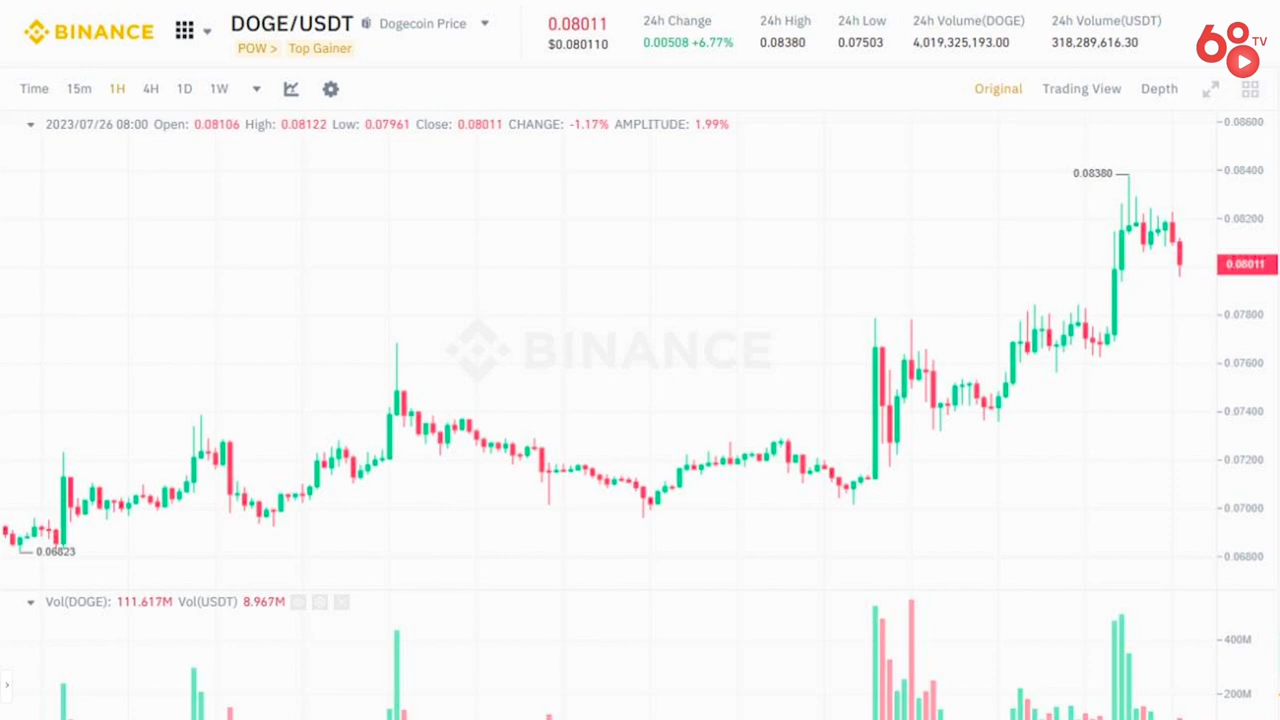 BINANCE
DOGE/USDT Dogecoin Price
POW > Top Gainer
0.08011
$0.080110
24h Change
0.00508 +6.77%
24h High
0.08380
24h Low
0.07503
24h Volume(DOGE)
4,019,325,193.00
24h Volume(USDT)
318,289,616.30
68 TV
Time 15m 1H 4H 1D 1W
Original Trading View Depth
2023/07/26 08:00 Open: 0.08106 High: 0.08122 Low: 0.07961 Close: 0.08011 CHANGE: -1.17% AMPLITUDE: 1.99%
0.08600
0.08380
0.08400
0.08200
0.08011
0.07800
BINANCE
0.07600
0.07400
0.07200
0.07000
0.06823
0.06800
Vol(DOGE): 111.617M Vol(USDT) 8.967M
400M
200M